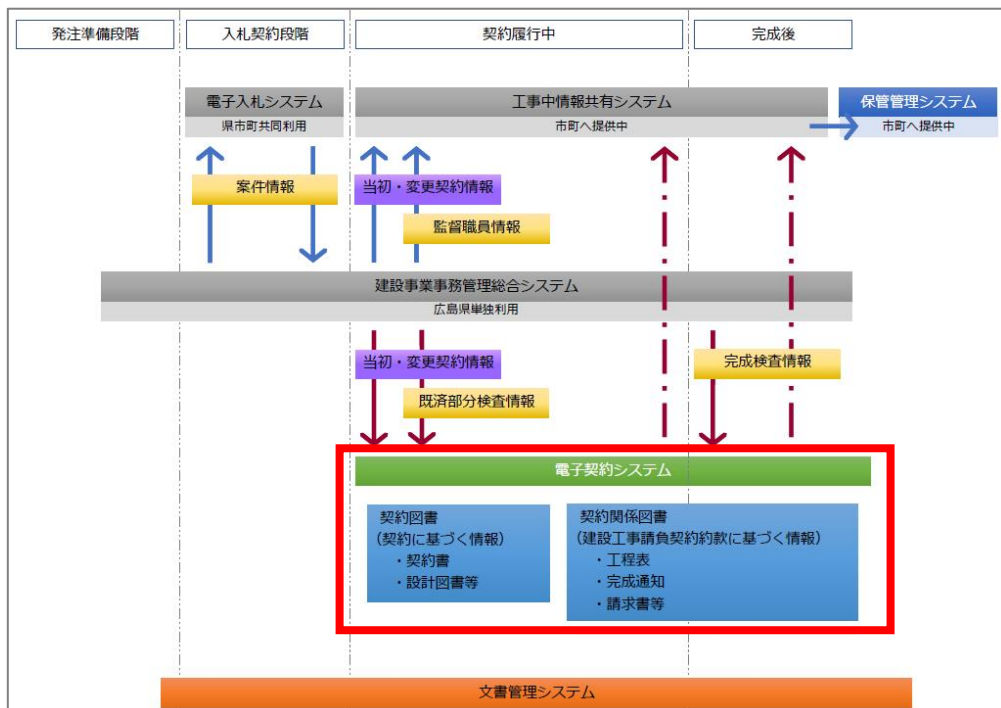 発注準備段階
入札契約段階
契約履行中
完成後
電子入札システム
県市町共同利用
工事中情報共有システム
市町へ提供中
保管管理システム
市町へ提供中
案件情報
当初・変更契約情報
監督職員情報
建設事業事務管理総合システム
広島県単独利用
当初・変更契約情報
既済部分検査情報
完成検査情報
電子契約システム
契約図書
(契約に基づく情報)
・契約書
・設計図書等
契約関係図書
(建設工事請負契約約款に基づく情報)
・工程表
・完成通知
・請求書等
文書管理システム